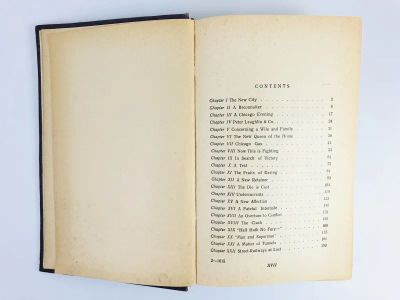 CONTENTS
Chapter I The New City
Chapter II A Reconnoiter
Chapter III A Chicago Evening
Chapter IV Peter Laughlin & Co.
Chapter V Concerning a Wife and Family
Chapter VI The New Queen of the Home
Chapter VII Chicago Gas
Chapter VIII Now This is Fighting
Chapter IX In Search of Victory
Chapter X A Test
Chapter XI The Fruits of Daring
Chapter XII A New Retainer
Chapter XIII The Die is Cast
Chapter XIV Undercurrents
Chapter XV A New Affection
Chapter XVI A Fateful Interlude
Chapter XVII An Overture to Conflict
Chapter XVIII The Clash
Chapter XIX "Hell Hath No Fury—"
Chapter XX "Man and Superman"
Chapter XXI A Matter of Tunnels
Chapter XXII Street-Railways at Last
XVII